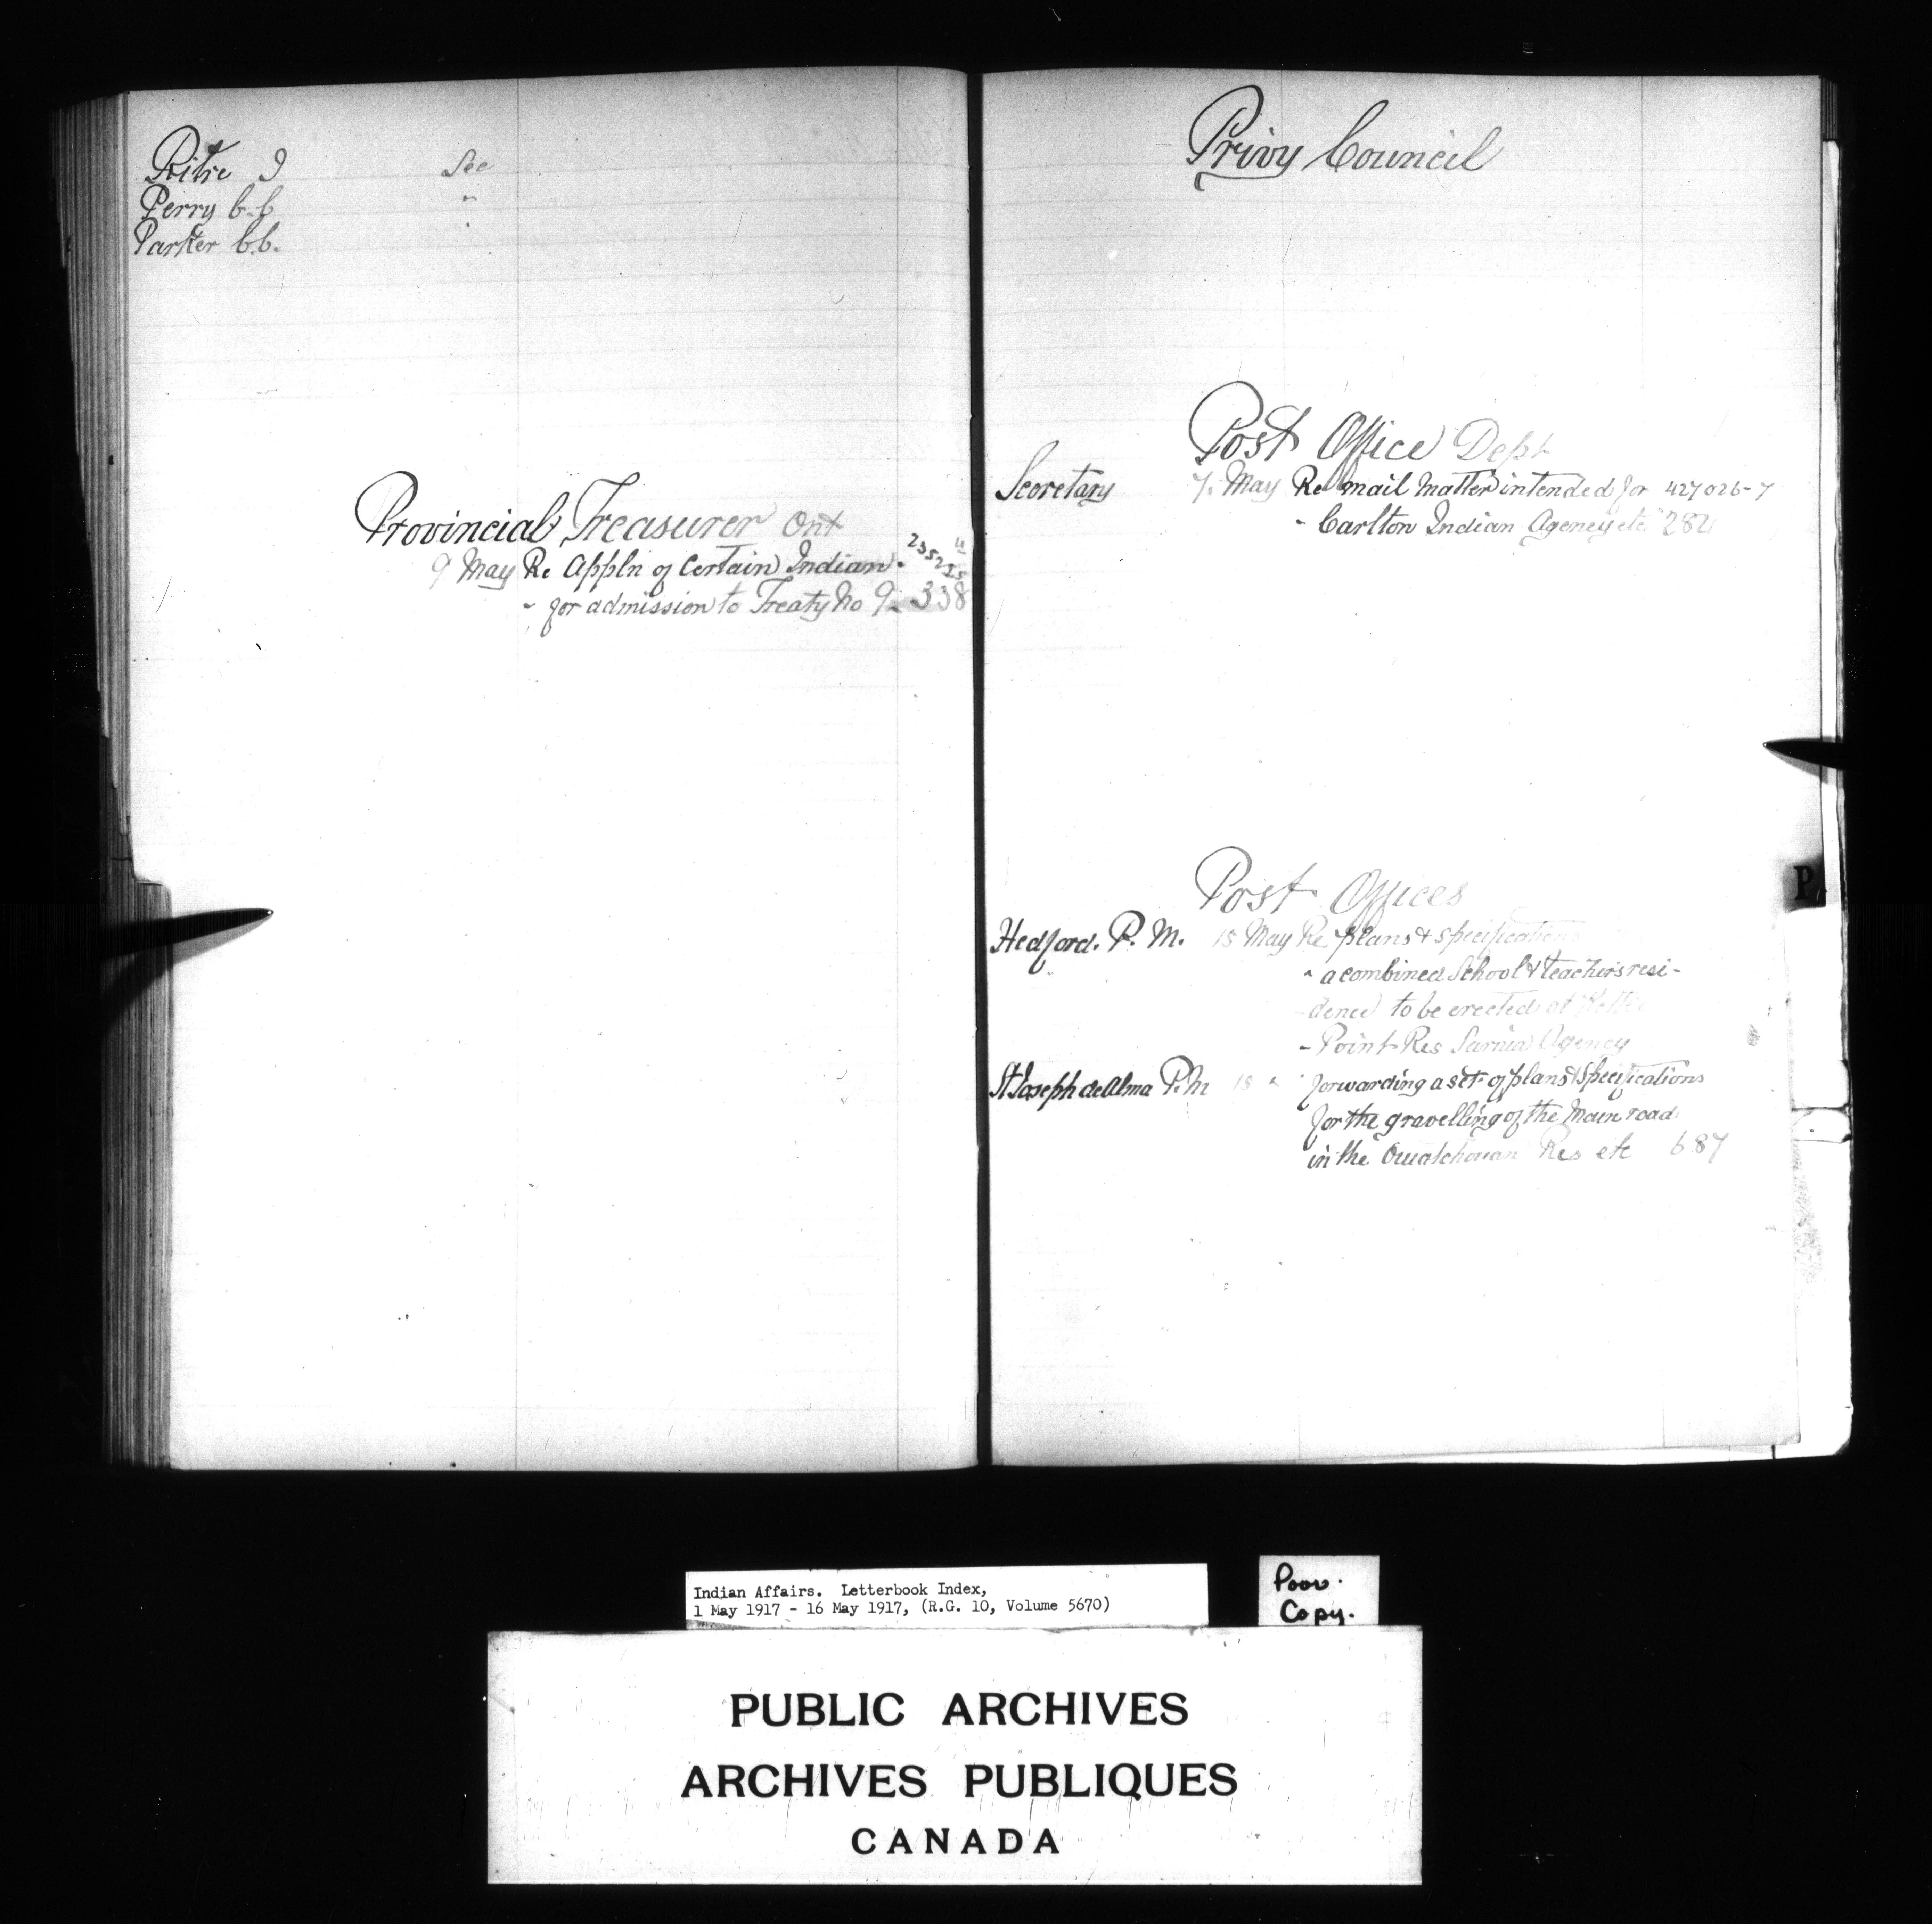 Pitre J See
Perry C.C "
Parker C.C. "
Provincial Treasurer Ont
9 May Re Appln of Certain Indian. 235225
" for admission to Treaty No 9. 338
Privy Council
Post Office Dept
Secretary 7. May Re mail matter intended for 427026-7
" Carlton Indian Agency etc 282
Post Offices
Hedford. P. M. 15 May Re plans & specifications
" a combined School & teachers resi-
dence to be erected at Kettle
- Point Res Sarnia Agency
St Joseph de Alma P.M 15 " forwarding a set of plans & Specifications
for the gravelling of the Main road
in the Ouiatchouan Res etc 687
P
Indian Affairs. Letterbook Index,
1 May 1917 - 16 May 1917, (R.G. 10, Volume 5670)
Poor.
Copy.
PUBLIC ARCHIVES
ARCHIVES PUBLIQUES
CANADA